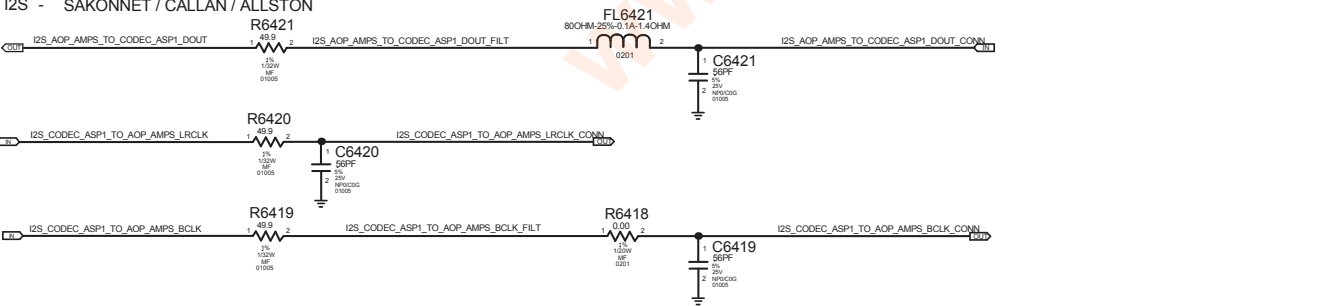 I2S - SAKONNET / CALLAN / ALLSTON
R6421
49.9
OUT
I2S_AOP_AMPS_TO_CODEC_ASP1_DOUT
1
2
1%
1/32W
MF
01005
I2S_AOP_AMPS_TO_CODEC_ASP1_DOUT_FILT
FL6421
80OHM-25%-0.1A-1.4OHM
1
2
0201
I2S_AOP_AMPS_TO_CODEC_ASP1_DOUT_CONN
IN
1
C6421
56PF
5%
25V
2
NP0/C0G
01005
R6420
49.9
IN
I2S_CODEC_ASP1_TO_AOP_AMPS_LRCLK
1
2
1%
1/32W
MF
01005
I2S_CODEC_ASP1_TO_AOP_AMPS_LRCLK_CONN
OUT
1
C6420
56PF
5%
25V
2
NP0/C0G
01005
R6419
49.9
IN
I2S_CODEC_ASP1_TO_AOP_AMPS_BCLK
1
2
1%
1/32W
MF
01005
I2S_CODEC_ASP1_TO_AOP_AMPS_BCLK_FILT
R6418
0.00
1
2
1%
1/20W
MF
0201
I2S_CODEC_ASP1_TO_AOP_AMPS_BCLK_CONN
OUT
1
C6419
56PF
5%
25V
2
NP0/C0G
01005